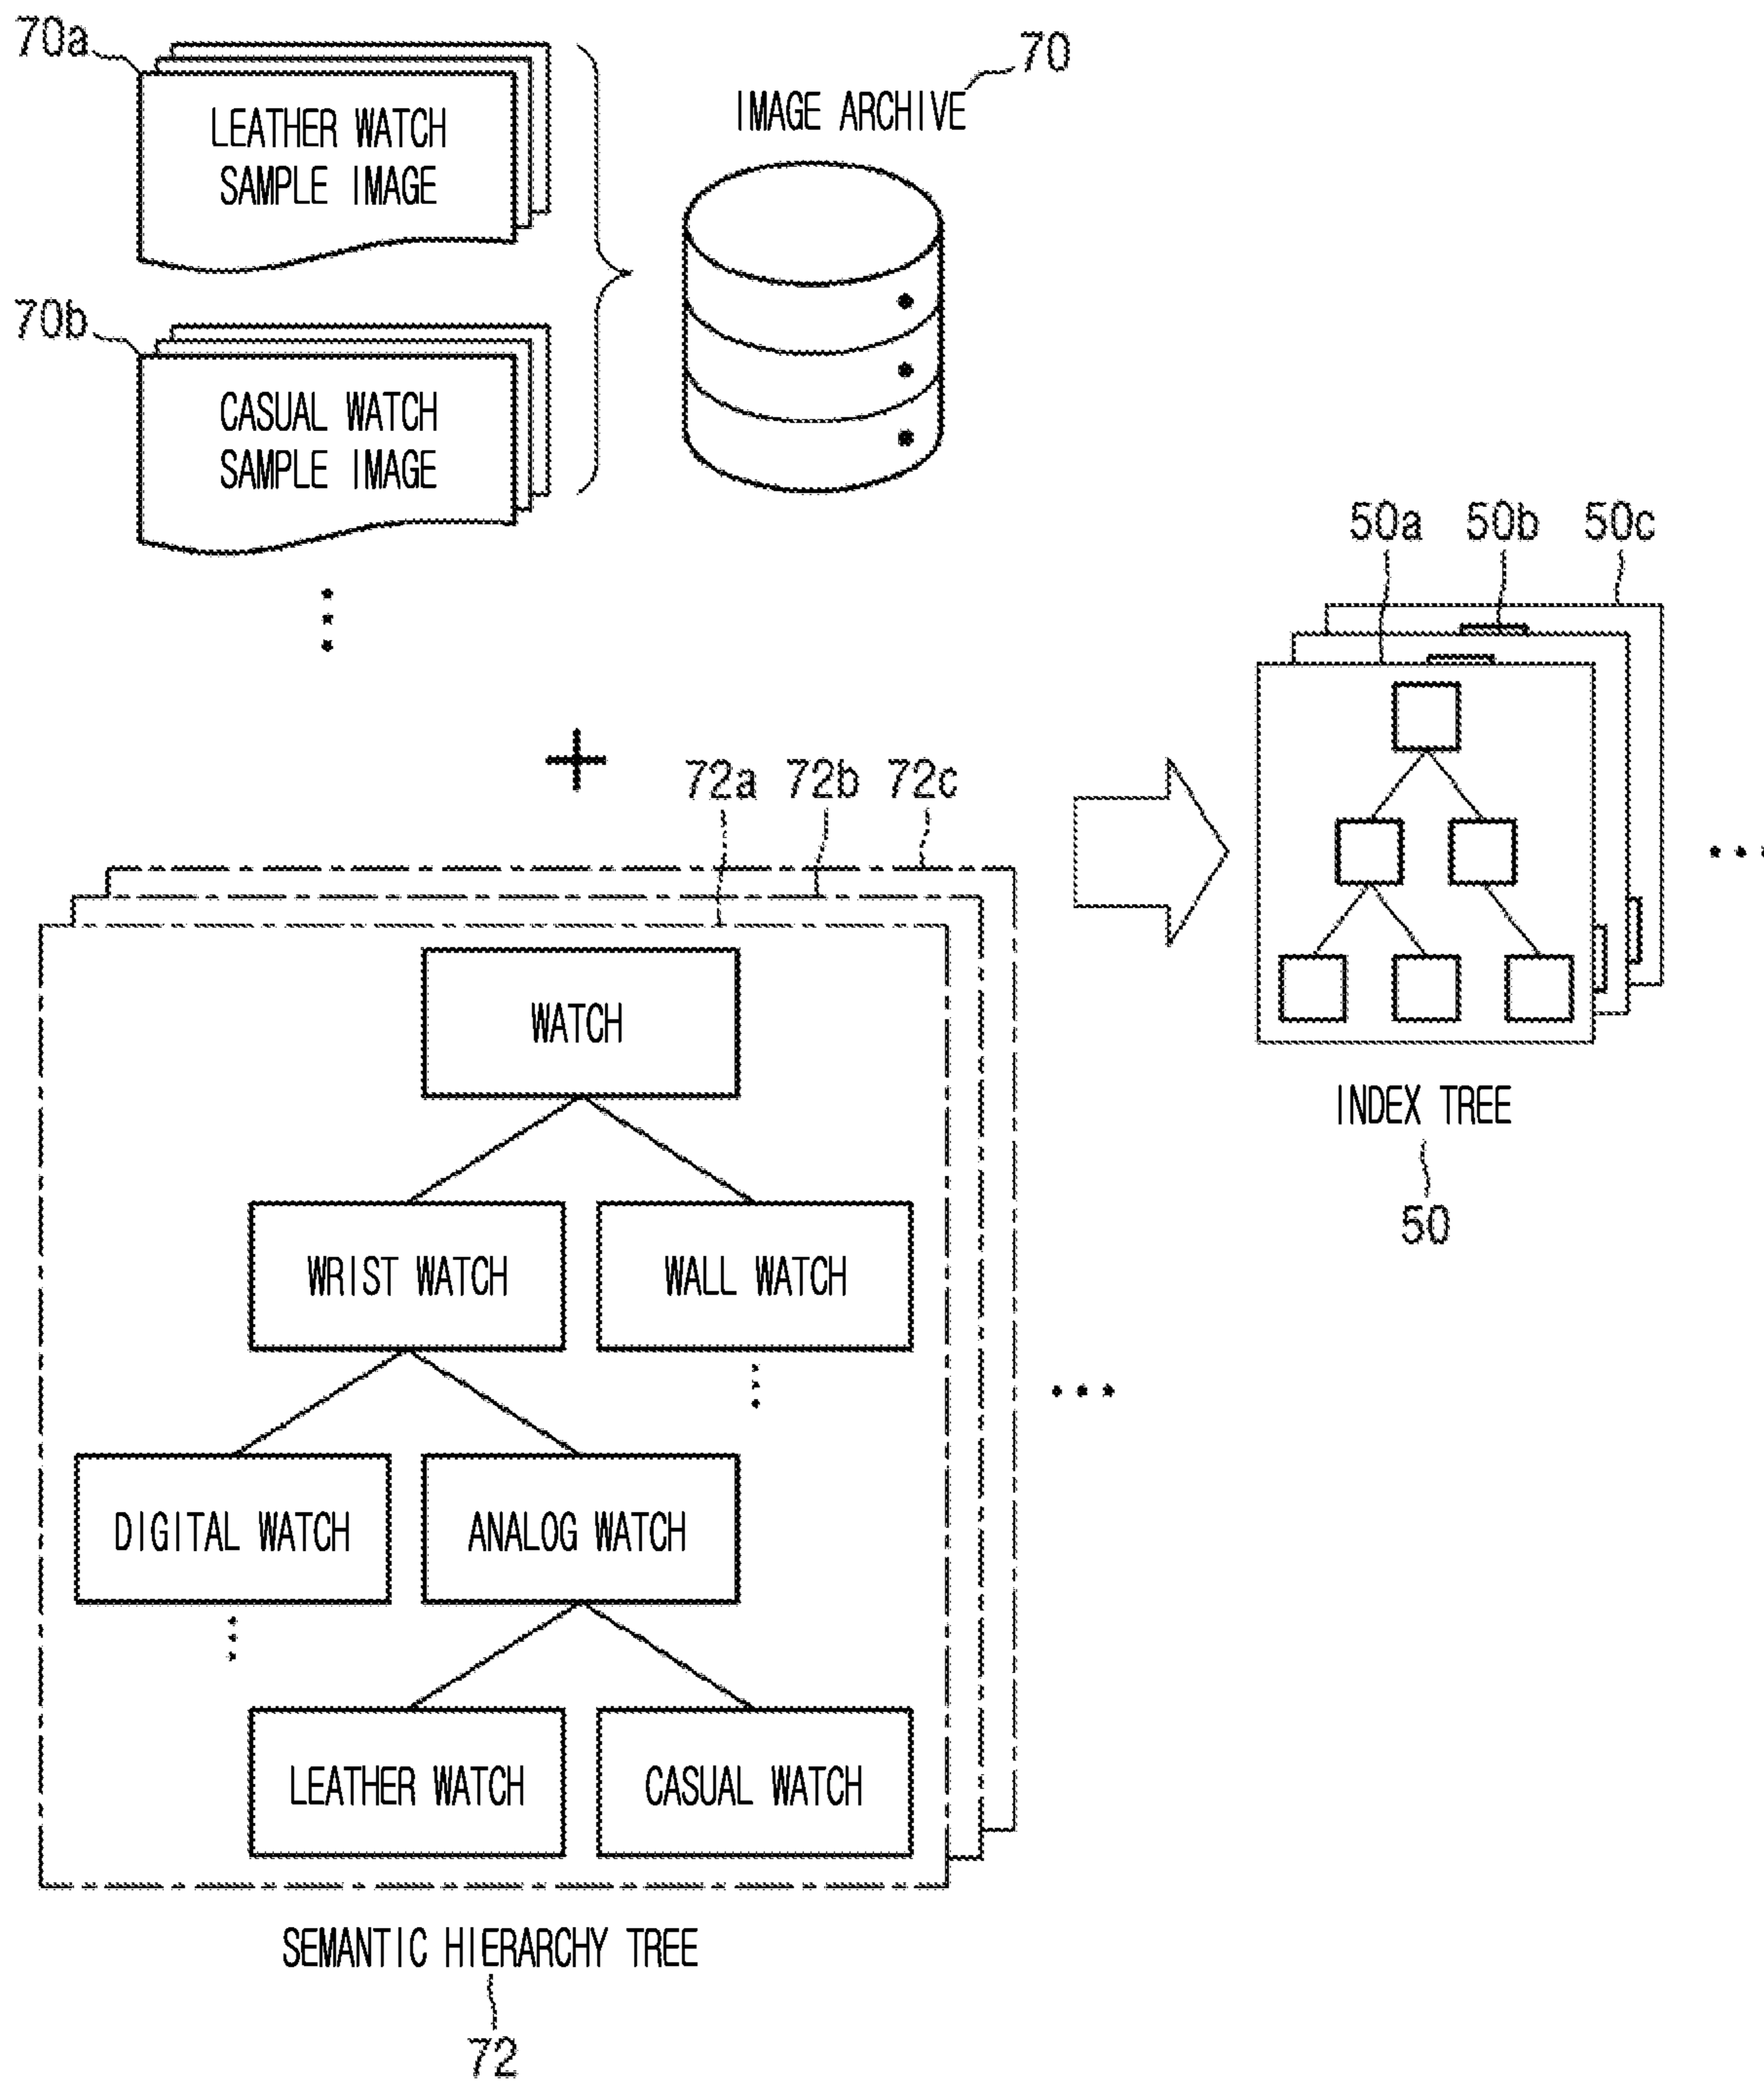 70a
70
IMAGE ARCHIVE
LEATHER WATCH
SAMPLE IMAGE
70b
CASUAL WATCH
SAMPLE IMAGE
50a 50b 50c
+
72a 72b 72c
WATCH
INDEX TREE
50
WRIST WATCH
WALL WATCH
DIGITAL WATCH
ANALOG WATCH
LEATHER WATCH
CASUAL WATCH
SEMANTIC HIERARCHY TREE
72